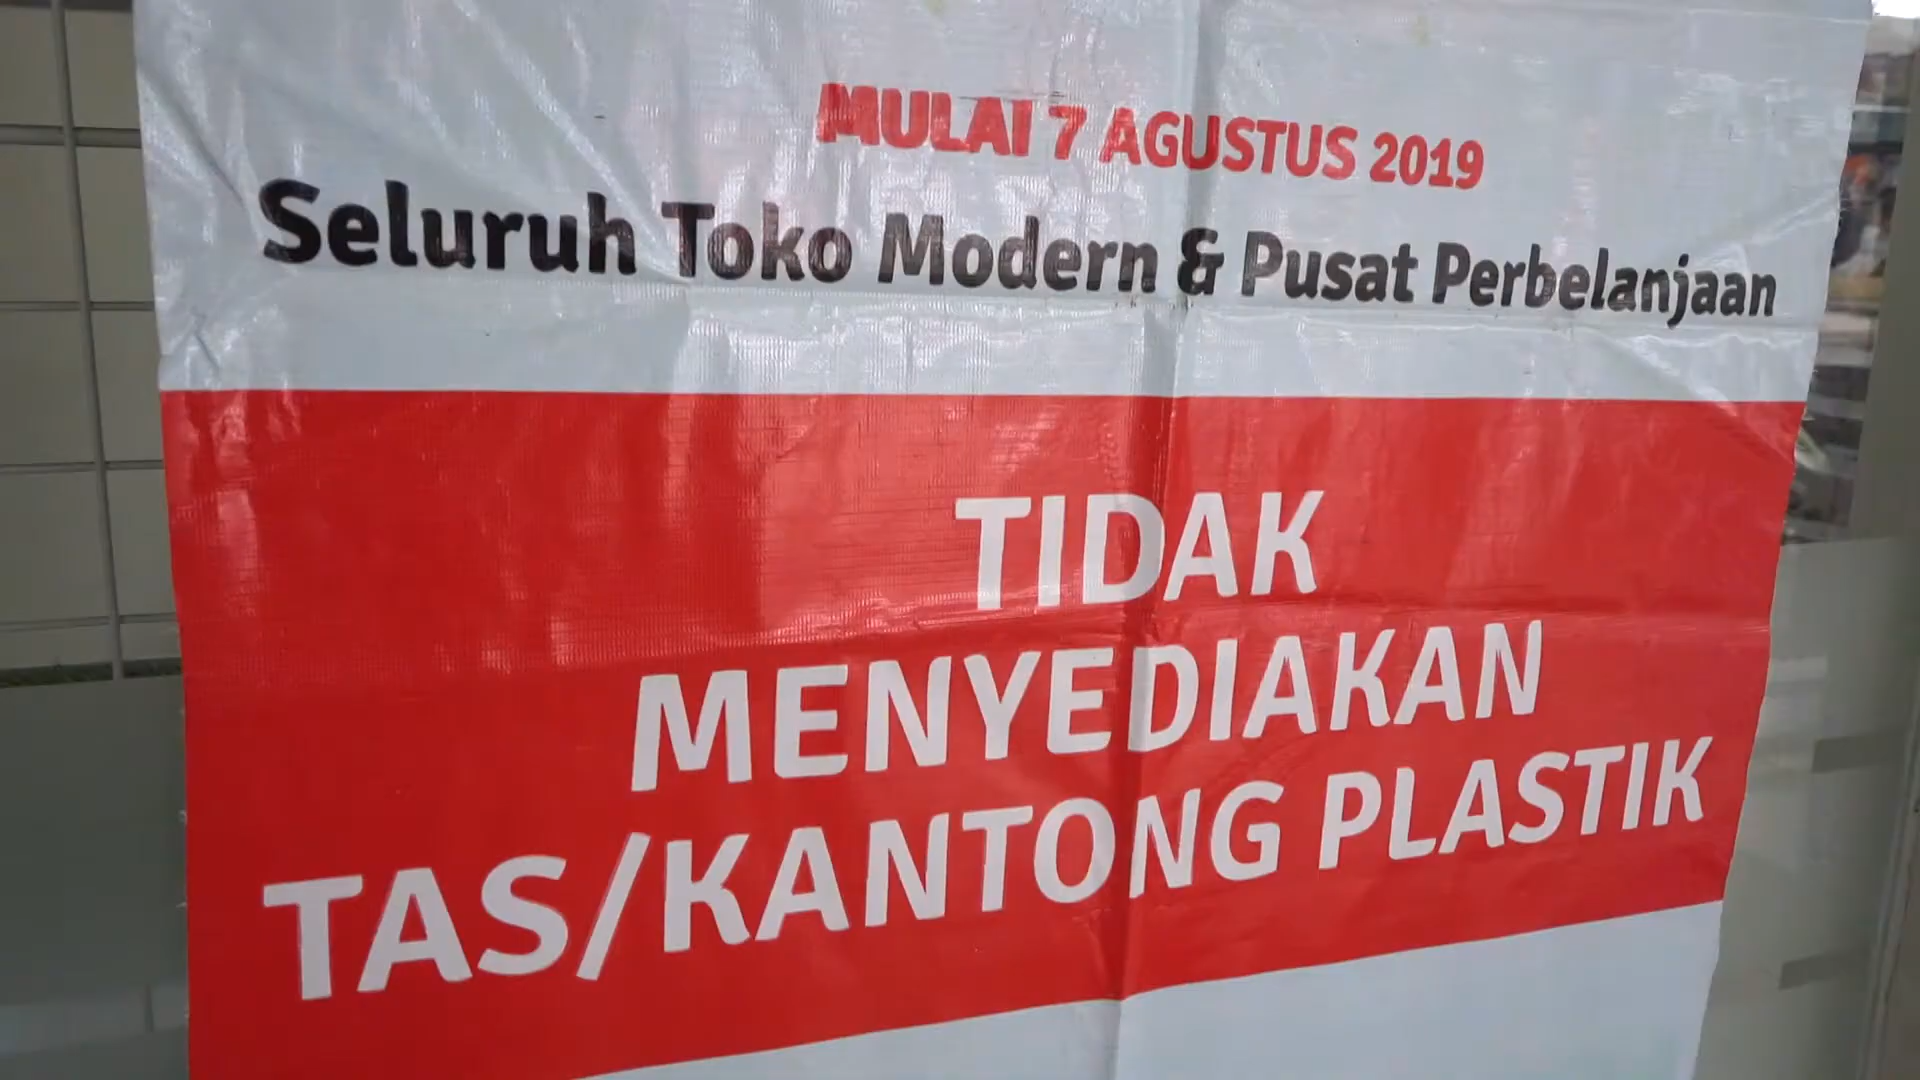 MULAI 7 AGUSTUS 2019
Seluruh Toko Modern & Pusat Perbelanjaan
TIDAK
MENYEDIAKAN
TAS/KANTONG PLASTIK